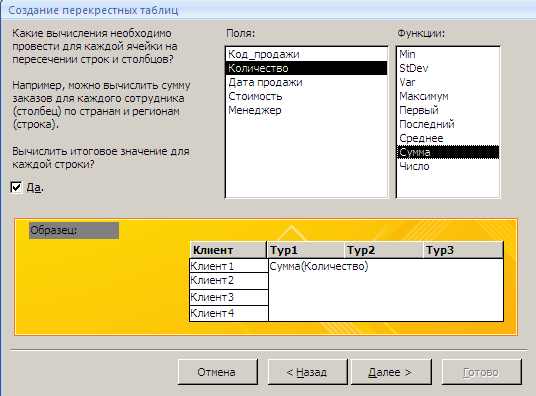 Создание перекрестных таблиц
Какие вычисления необходимо
провести для каждой ячейки на
пересечении строк и столбцов?
Например, можно вычислить сумму
заказов для каждого сотрудника
(столбец) по странам и регионам
(строка).
Вычислить итоговое значение для
каждой строки?
Да.
Поля:
Код_продажи
Количество
Дата продажи
Стоимость
Менеджер
Функции:
Min
StDev
Var
Максимум
Первый
Последний
Среднее
Сумма
Число
Образец:
Клиент Тур1 Тур2 Тур3
Клиент1 Сумма(Количество)
Клиент2
Клиент3
Клиент4
Отмена < Назад Далее > Готово